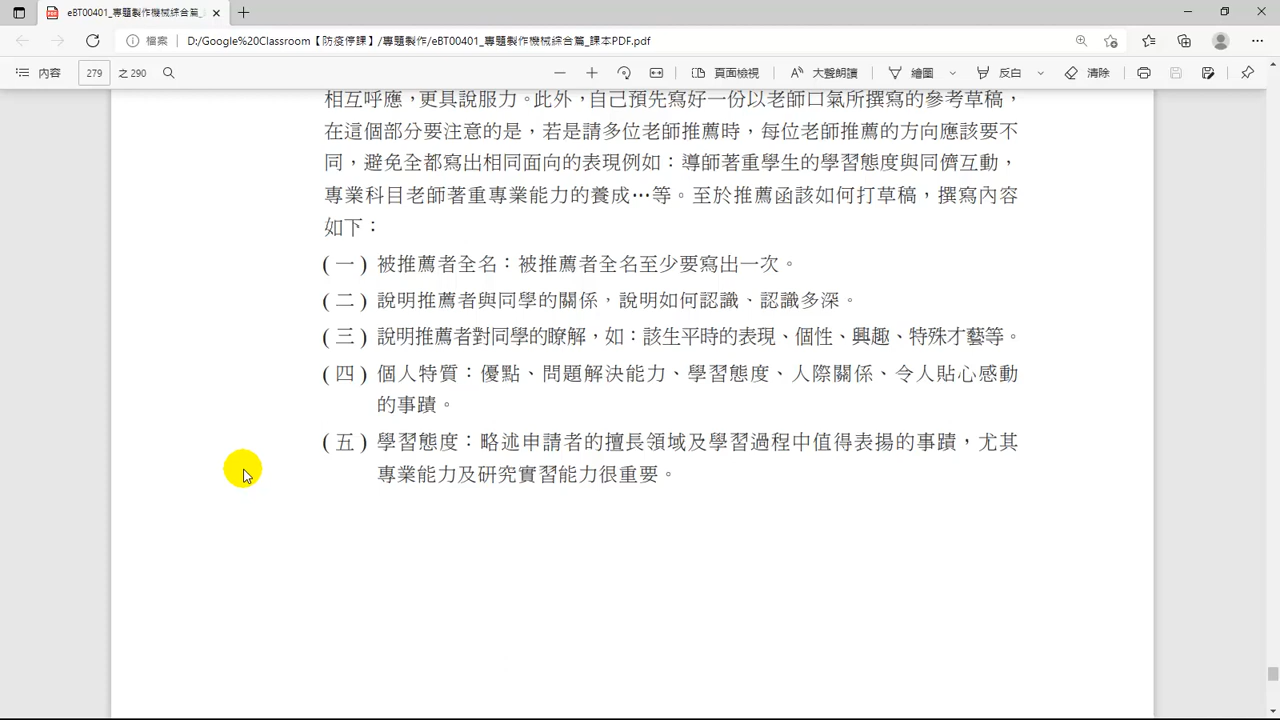 eBT00401_專題製作機械綜合篇_
檔案 D:/Google%20Classroom【防疫停課】/專題製作/eBT00401_專題製作機械綜合篇_課本PDF.pdf
內容 279 之 290 頁面檢視 大聲朗讀 繪圖 反白 清除
相互呼應，更具說服力。此外，自己預先寫好一份以老師口氣所撰寫的參考草稿，
在這個部分要注意的是，若是請多位老師推薦時，每位老師推薦的方向應該要不
同，避免全都寫出相同面向的表現例如：導師著重學生的學習態度與同儕互動，
專業科目老師著重專業能力的養成…等。至於推薦函該如何打草稿，撰寫內容
如下：
(一) 被推薦者全名：被推薦者全名至少要寫出一次。
(二) 說明推薦者與同學的關係，說明如何認識、認識多深。
(三) 說明推薦者對同學的瞭解，如：該生平時的表現、個性、興趣、特殊才藝等。
(四) 個人特質：優點、問題解決能力、學習態度、人際關係、令人貼心感動
的事蹟。
(五) 學習態度：略述申請者的擅長領域及學習過程中值得表揚的事蹟，尤其
專業能力及研究實習能力很重要。